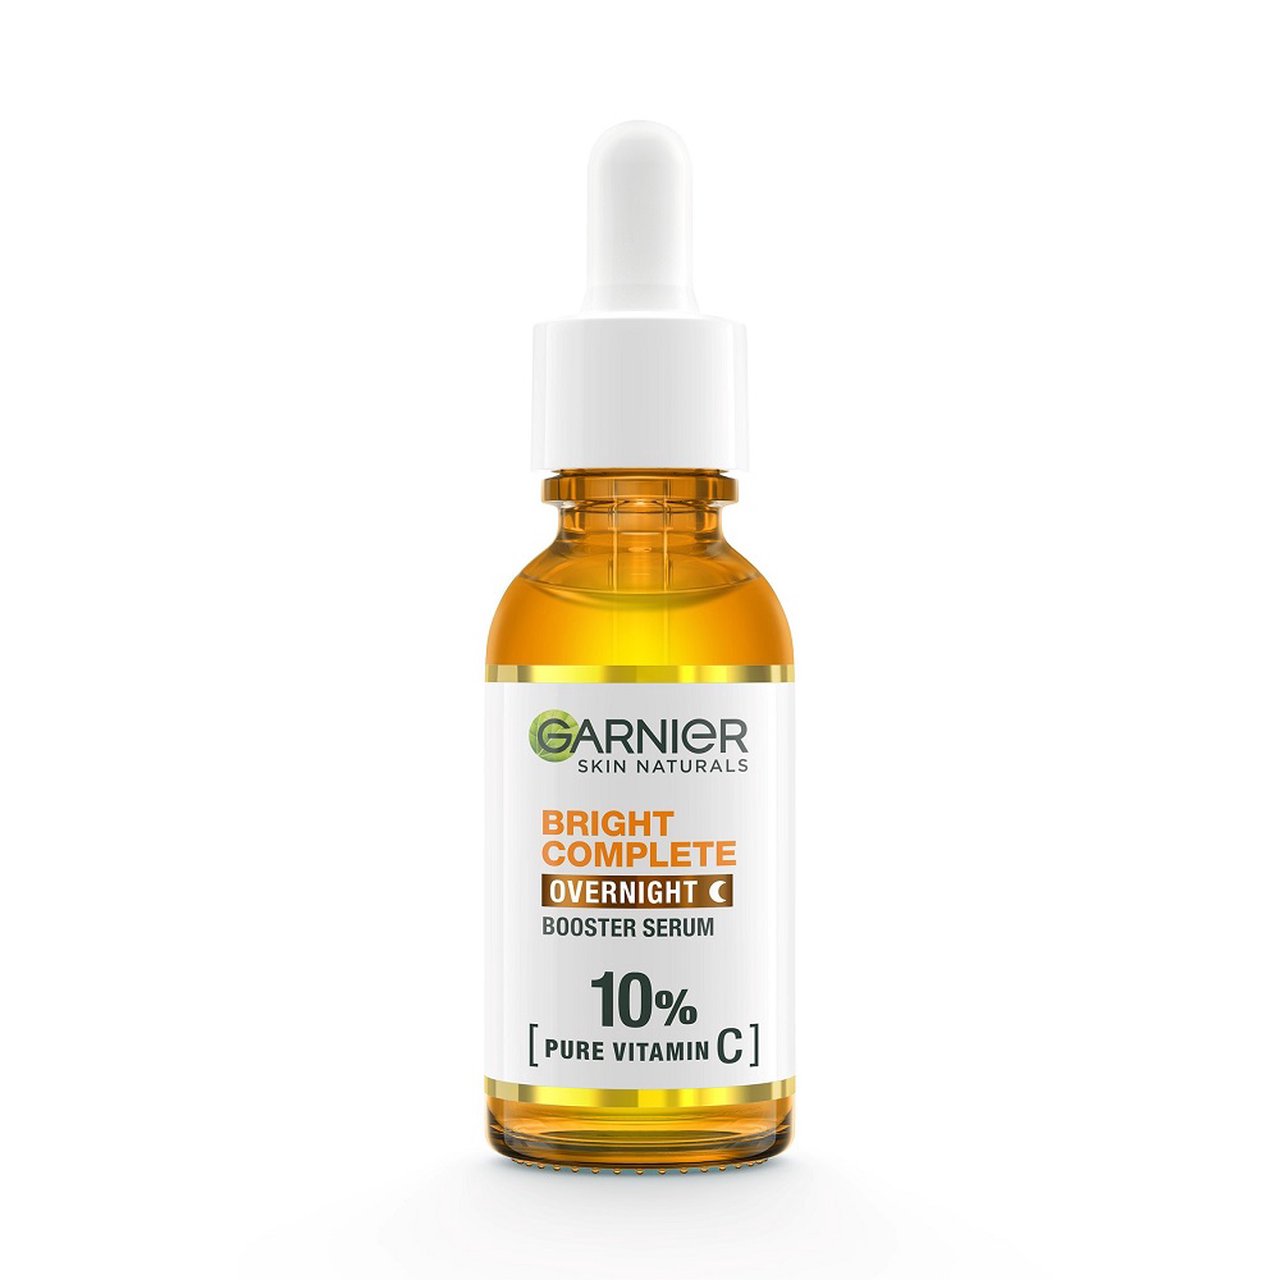 GARNIER
SKIN NATURALS
BRIGHT
COMPLETE
OVERNIGHT
BOOSTER SERUM
10%
[PURE VITAMIN C]